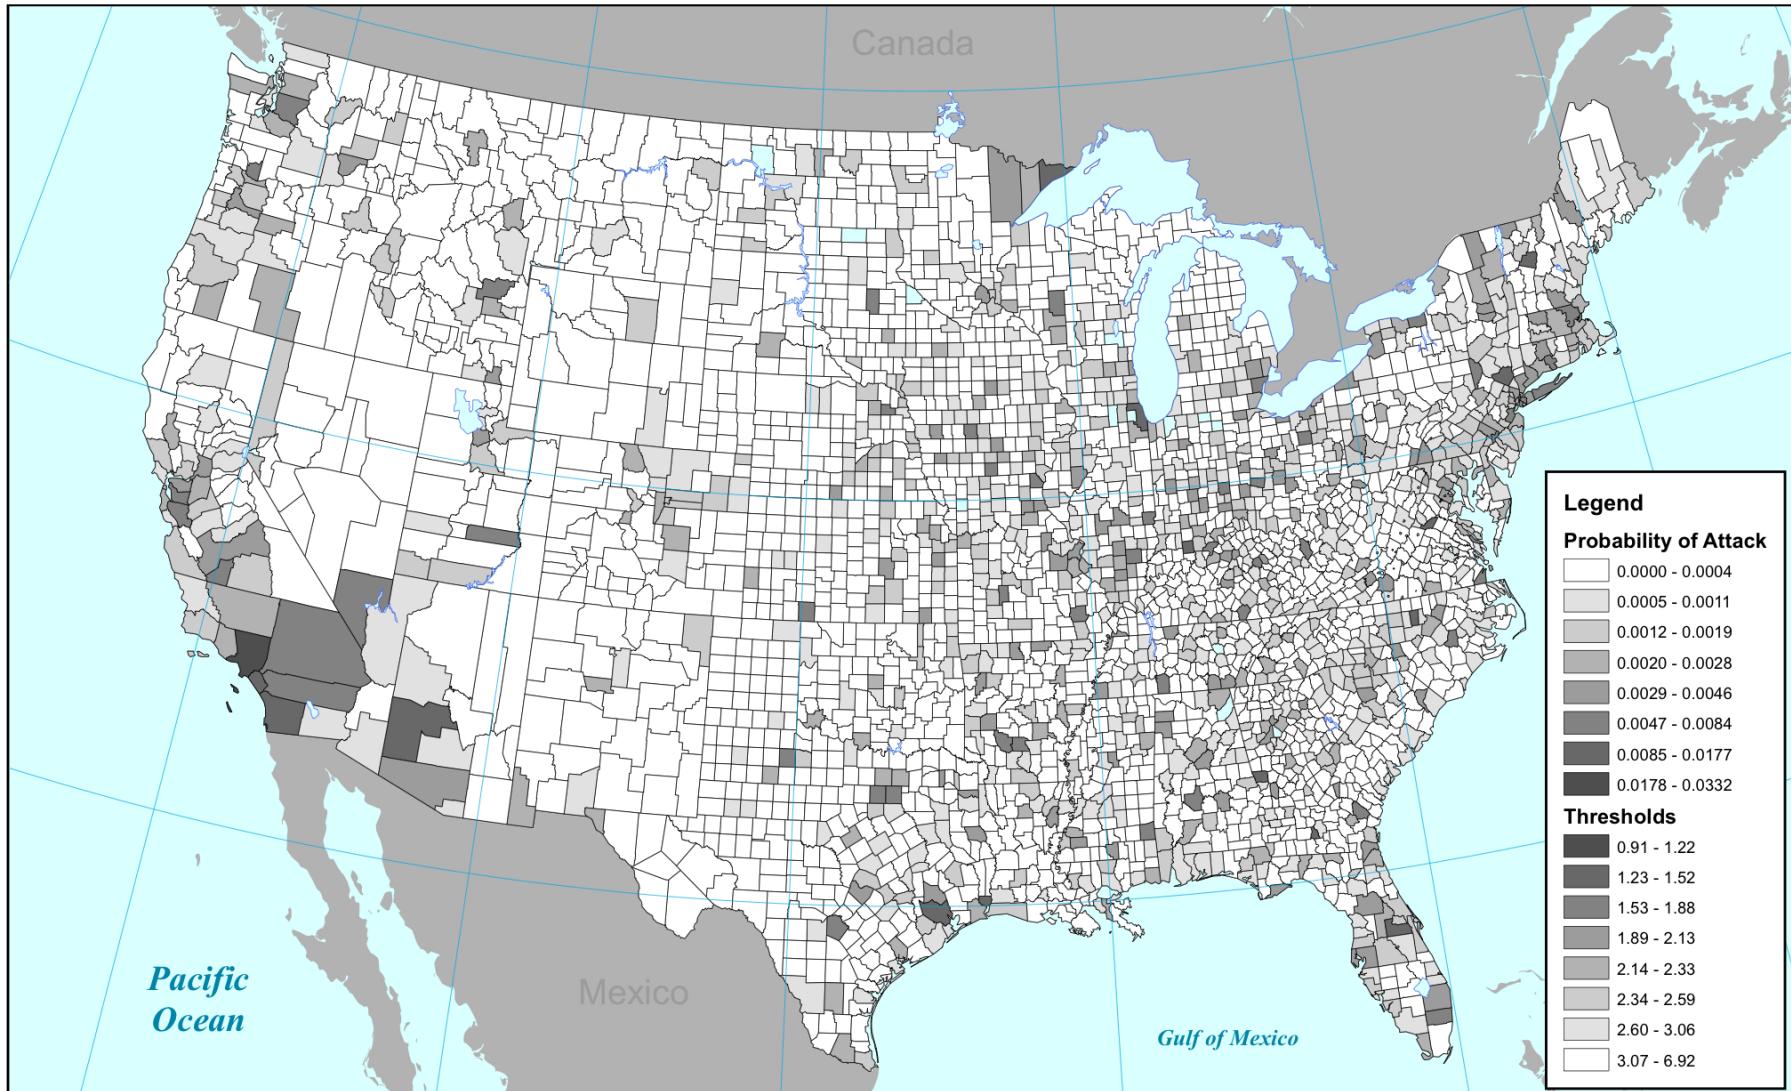 Canada
Legend
Probability of Attack
0.0000 - 0.0004
0.0005 - 0.0011
0.0012 - 0.0019
0.0020 - 0.0028
0.0029 - 0.0046
0.0047 - 0.0084
0.0085 - 0.0177
0.0178 - 0.0332
Thresholds
0.91 - 1.22
1.23 - 1.52
1.53 - 1.88
1.89 - 2.13
2.14 - 2.33
2.34 - 2.59
2.60 - 3.06
3.07 - 6.92
Pacific
Ocean
Mexico
Gulf of Mexico